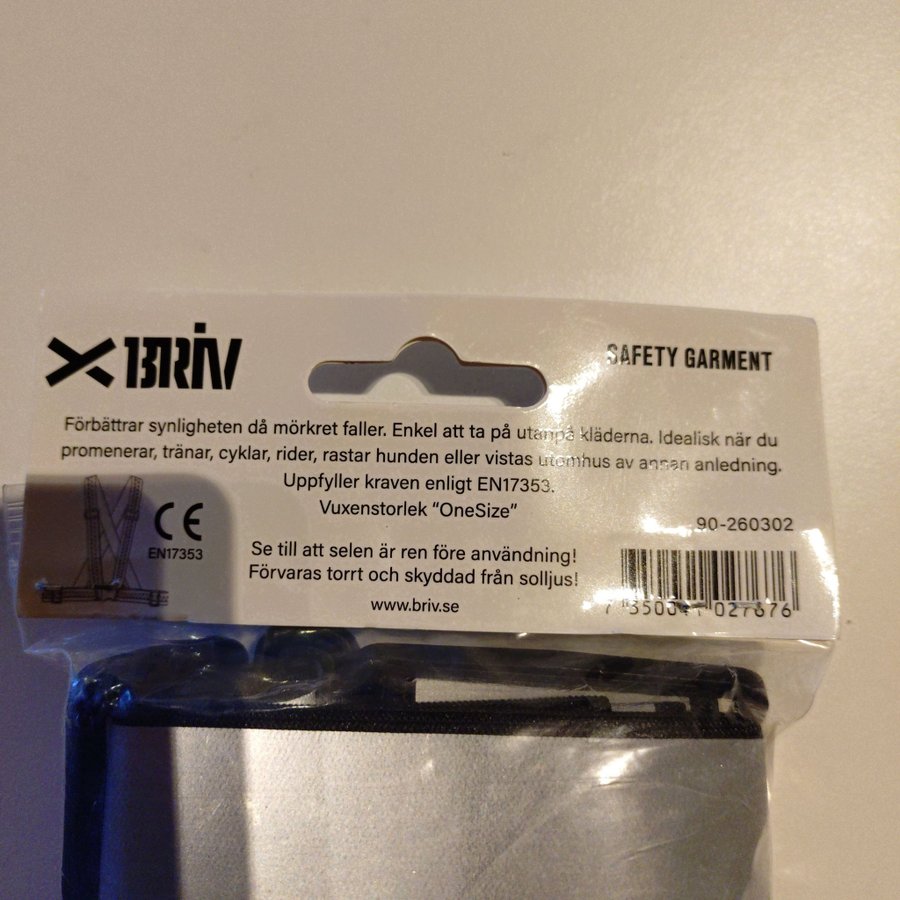 BRIV
SAFETY GARMENT
Förbättrar synligheten då mörkret faller. Enkel att ta på utanpå kläderna. Idealisk när du
promenerar, tränar, cyklar, rider, rastar hunden eller vistas utomhus av annan anledning.
Uppfyller kraven enligt EN17353.
Vuxenstorlek "OneSize"
CE
EN17353
Se till att selen är ren före användning!
Förvaras torrt och skyddad från solljus!
www.briv.se
90-260302